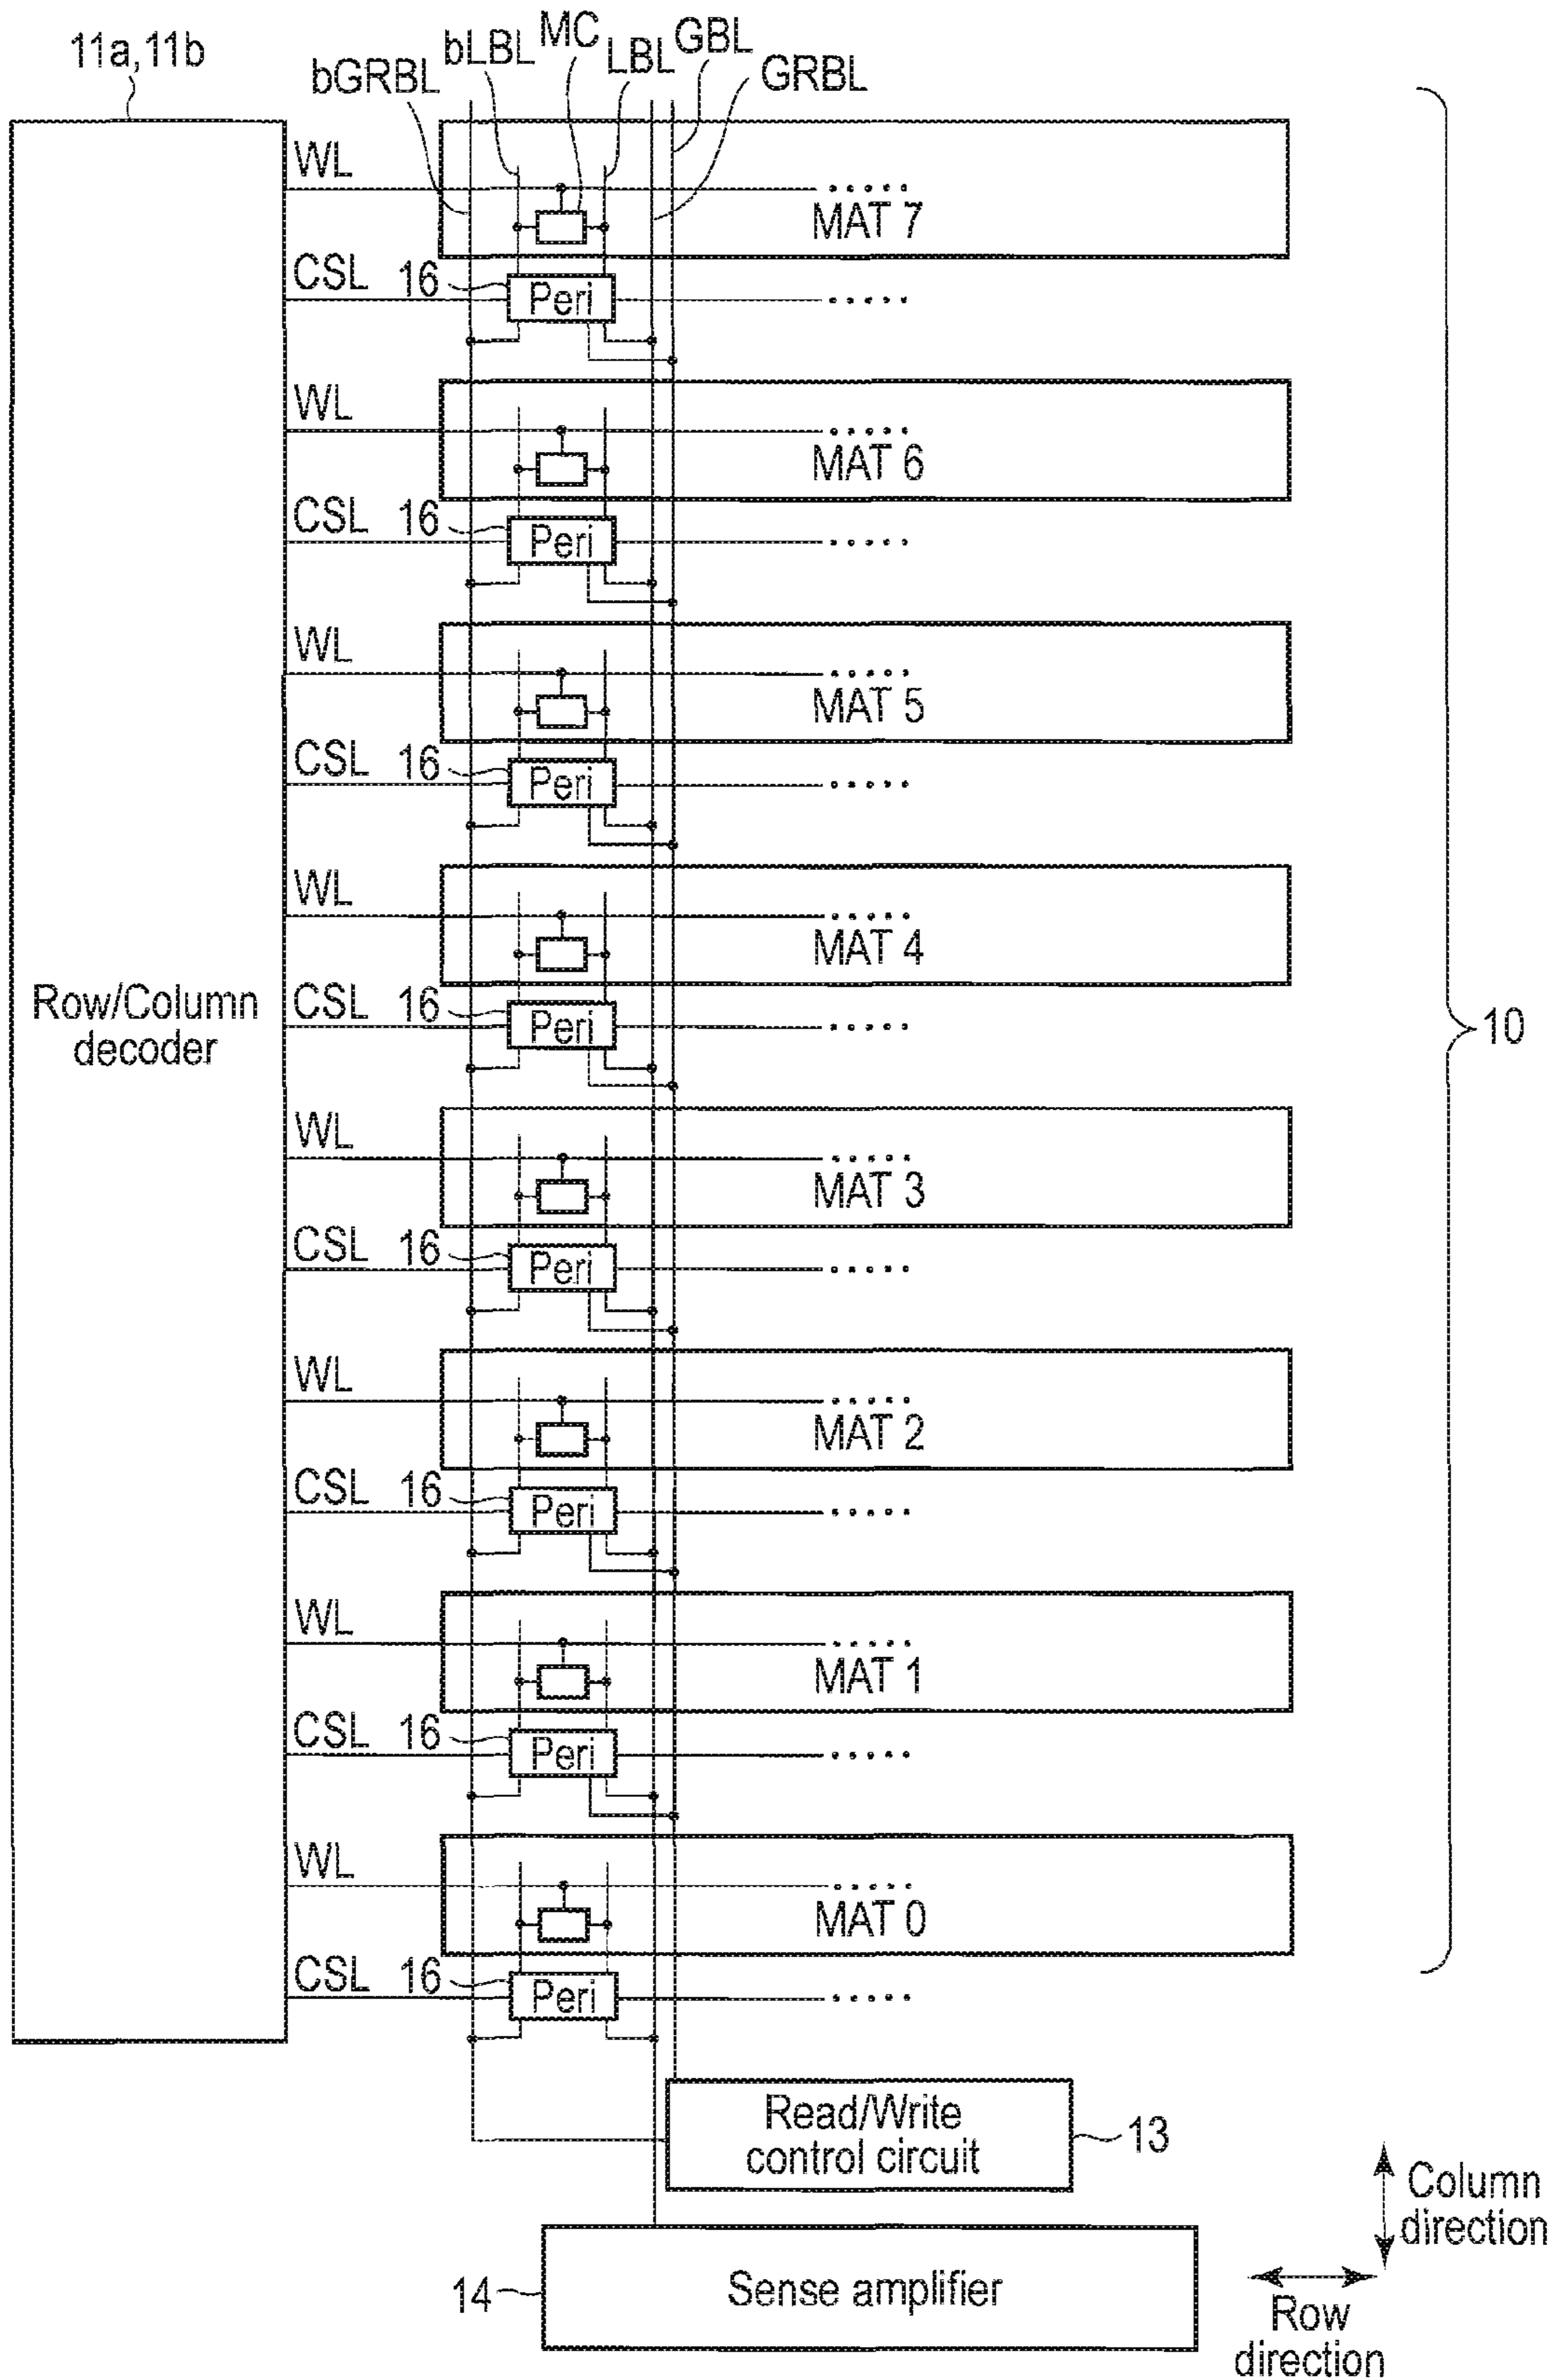 11a,11b
bGRBL
bLBL
MC
LBL
GBL
GRBL
WL
MAT 7
CSL
16
Peri
WL
MAT 6
CSL
16
Peri
WL
MAT 5
CSL
16
Peri
WL
MAT 4
CSL
16
Peri
Row/Column
decoder
10
WL
MAT 3
CSL
16
Peri
WL
MAT 2
CSL
16
Peri
WL
MAT 1
CSL
16
Peri
WL
MAT 0
CSL
16
Peri
Read/Write
control circuit
13
Sense amplifier
14
Column
direction
Row
direction